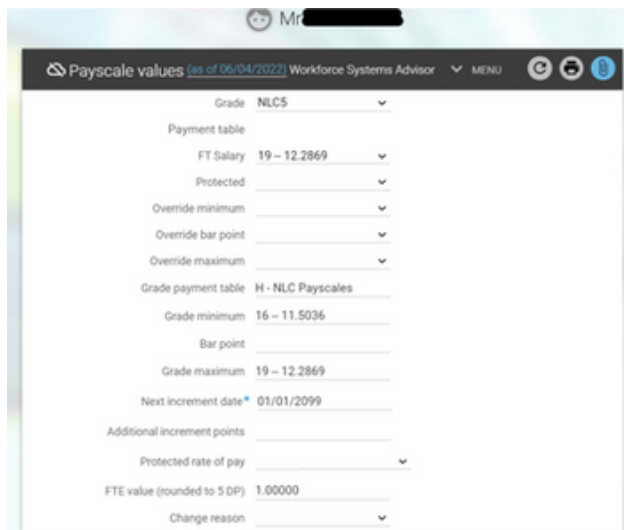 Mr
Payscale values (as of 06/04/2022) Workforce Systems Advisor MENU
Grade NLC5
Payment table
FT Salary 19 -- 12.2869
Protected
Override minimum
Override bar point
Override maximum
Grade payment table H - NLC Payscales
Grade minimum 16 -- 11.5036
Bar point
Grade maximum 19 -- 12.2869
Next increment date* 01/01/2099
Additional increment points
Protected rate of pay
FTE value (rounded to 5 DP) 1.00000
Change reason